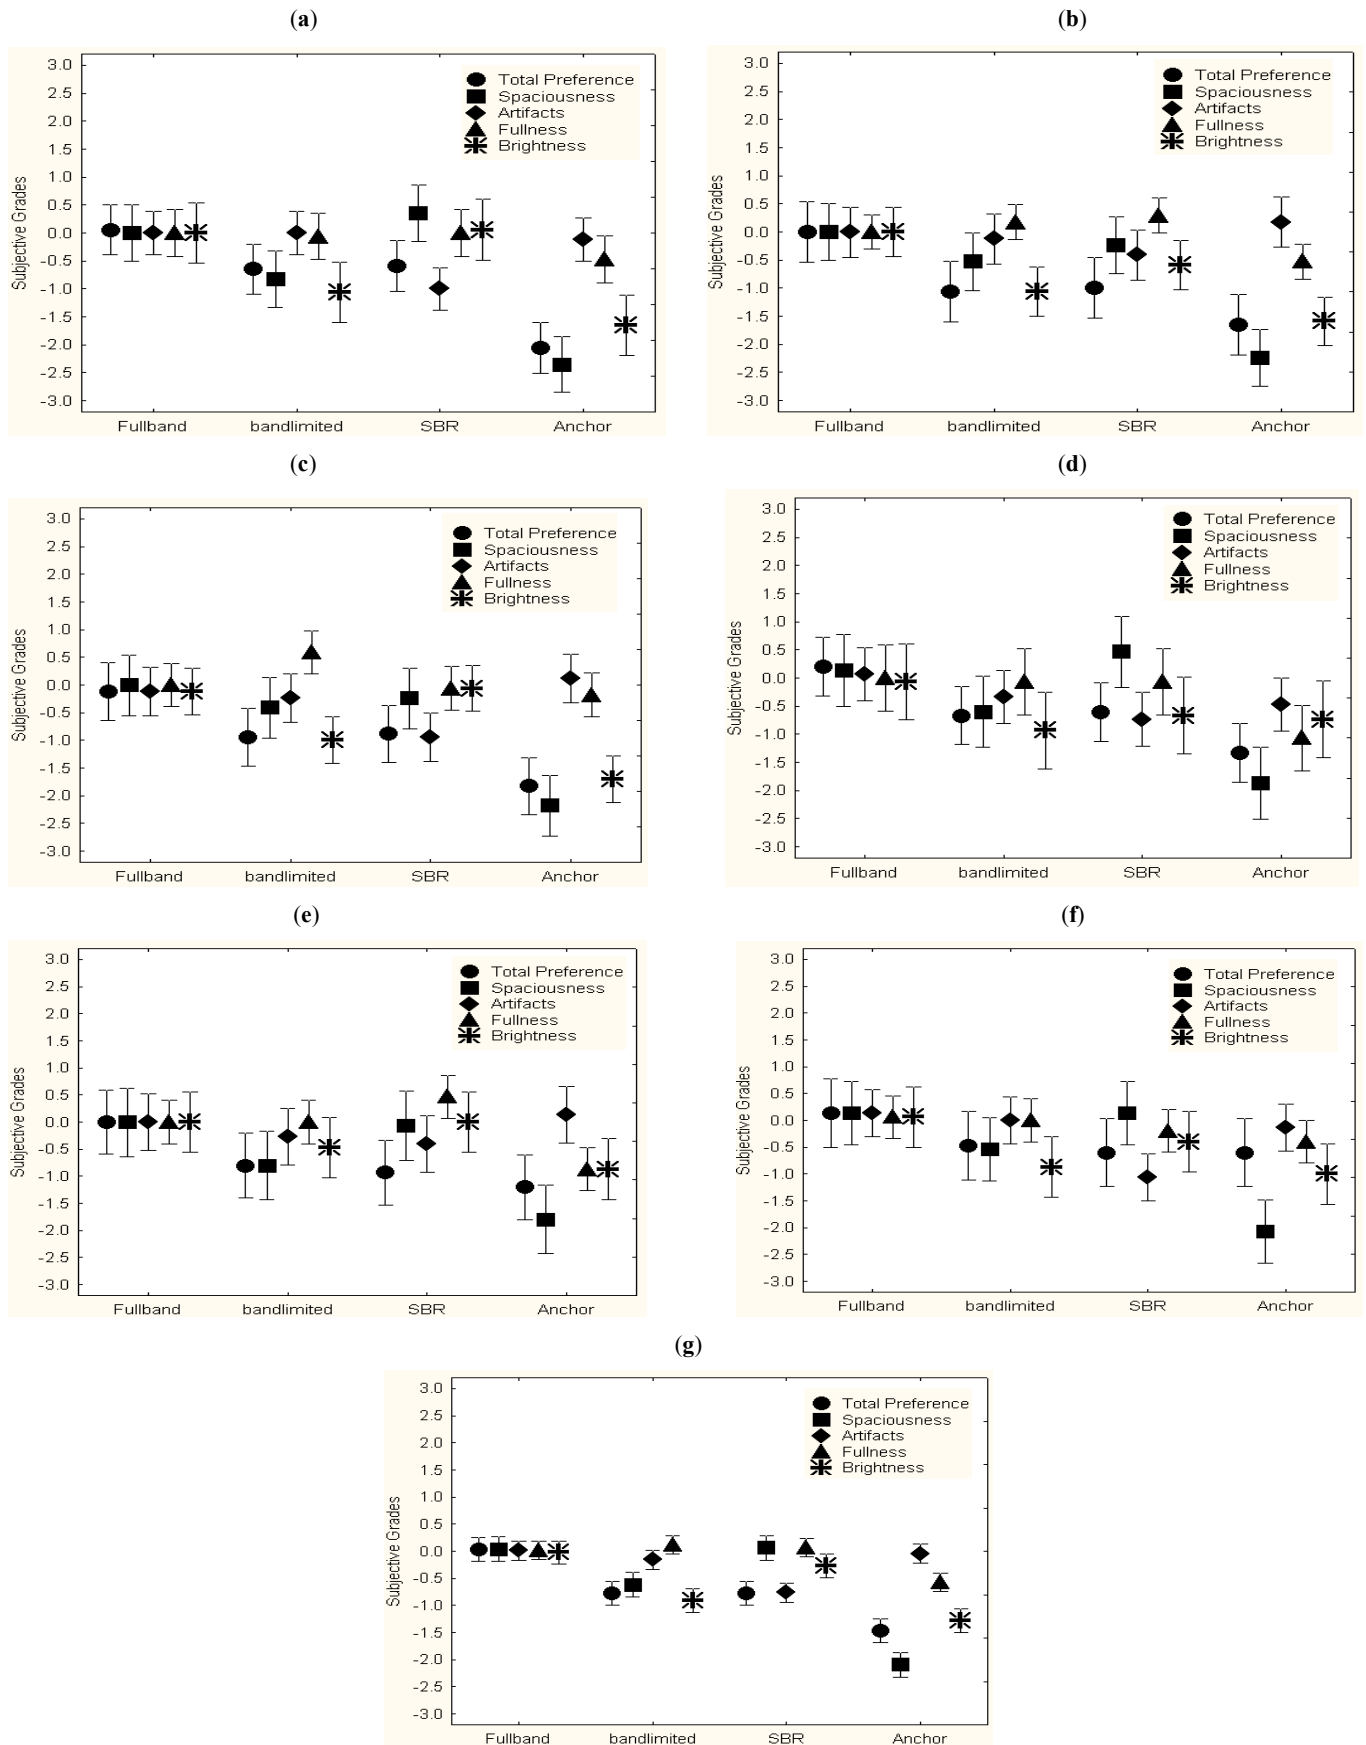 (a)
3.0
2.5
2.0
1.5
1.0
0.5
0.0
-0.5
-1.0
-1.5
-2.0
-2.5
-3.0
Subjective Grades
Total Preference
Spaciousness
Artifacts
Fullness
Brightness
Fullband bandlimited SBR Anchor
(b)
3.0
2.5
2.0
1.5
1.0
0.5
0.0
-0.5
-1.0
-1.5
-2.0
-2.5
-3.0
Subjective Grades
Total Preference
Spaciousness
Artifacts
Fullness
Brightness
Fullband bandlimited SBR Anchor
(c)
3.0
2.5
2.0
1.5
1.0
0.5
0.0
-0.5
-1.0
-1.5
-2.0
-2.5
-3.0
Subjective Grades
Total Preference
Spaciousness
Artifacts
Fullness
Brightness
Fullband bandlimited SBR Anchor
(d)
3.0
2.5
2.0
1.5
1.0
0.5
0.0
-0.5
-1.0
-1.5
-2.0
-2.5
-3.0
Subjective Grades
Total Preference
Spaciousness
Artifacts
Fullness
Brightness
Fullband bandlimited SBR Anchor
(e)
3.0
2.5
2.0
1.5
1.0
0.5
0.0
-0.5
-1.0
-1.5
-2.0
-2.5
-3.0
Subjective Grades
Total Preference
Spaciousness
Artifacts
Fullness
Brightness
Fullband bandlimited SBR Anchor
(f)
3.0
2.5
2.0
1.5
1.0
0.5
0.0
-0.5
-1.0
-1.5
-2.0
-2.5
-3.0
Subjective Grades
Total Preference
Spaciousness
Artifacts
Fullness
Brightness
Fullband bandlimited SBR Anchor
(g)
3.0
2.5
2.0
1.5
1.0
0.5
0.0
-0.5
-1.0
-1.5
-2.0
-2.5
-3.0
Subjective Grades
Total Preference
Spaciousness
Artifacts
Fullness
Brightness
Fullband bandlimited SBR Anchor